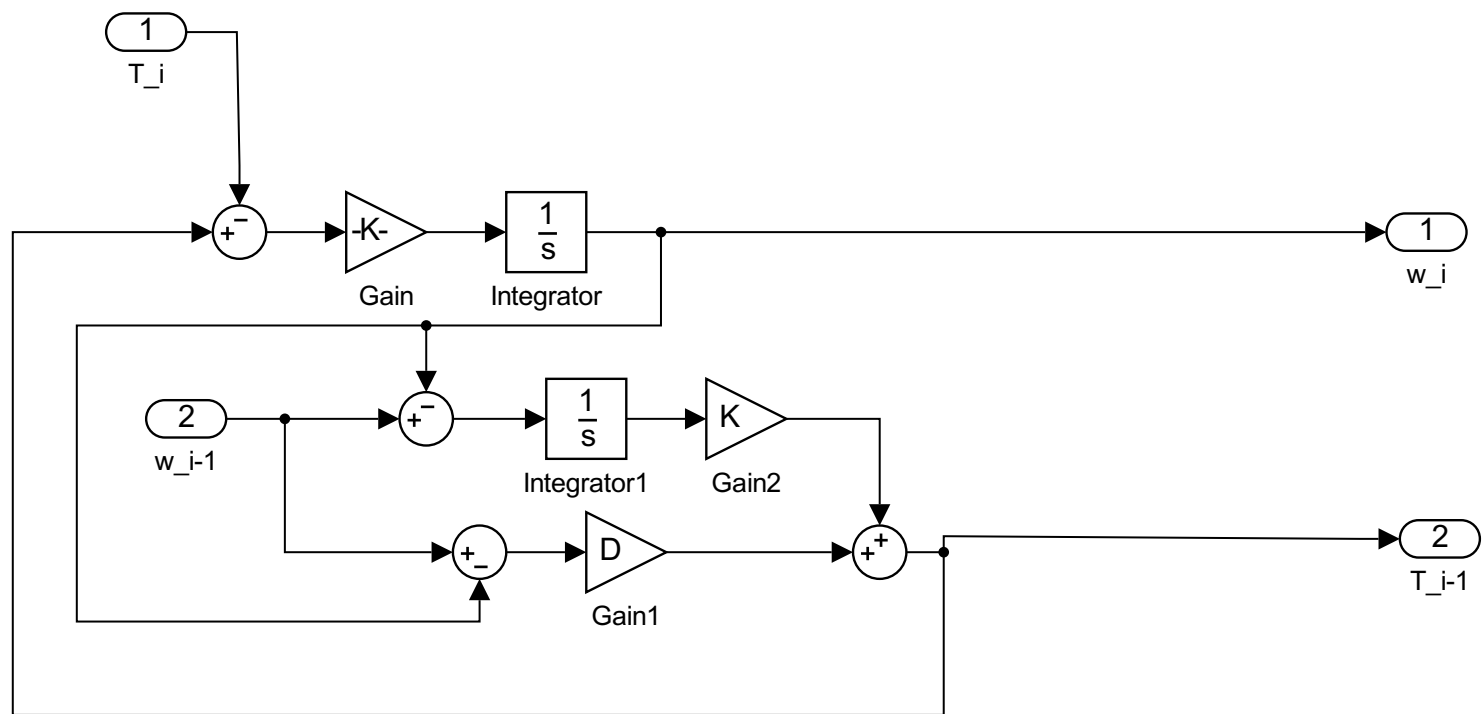 1
T_i
+
−
-K-
Gain
1
s
Integrator
1
w_i
2
w_i-1
+
−
1
s
Integrator1
K
Gain2
+
−
D
Gain1
+
+
2
T_i-1